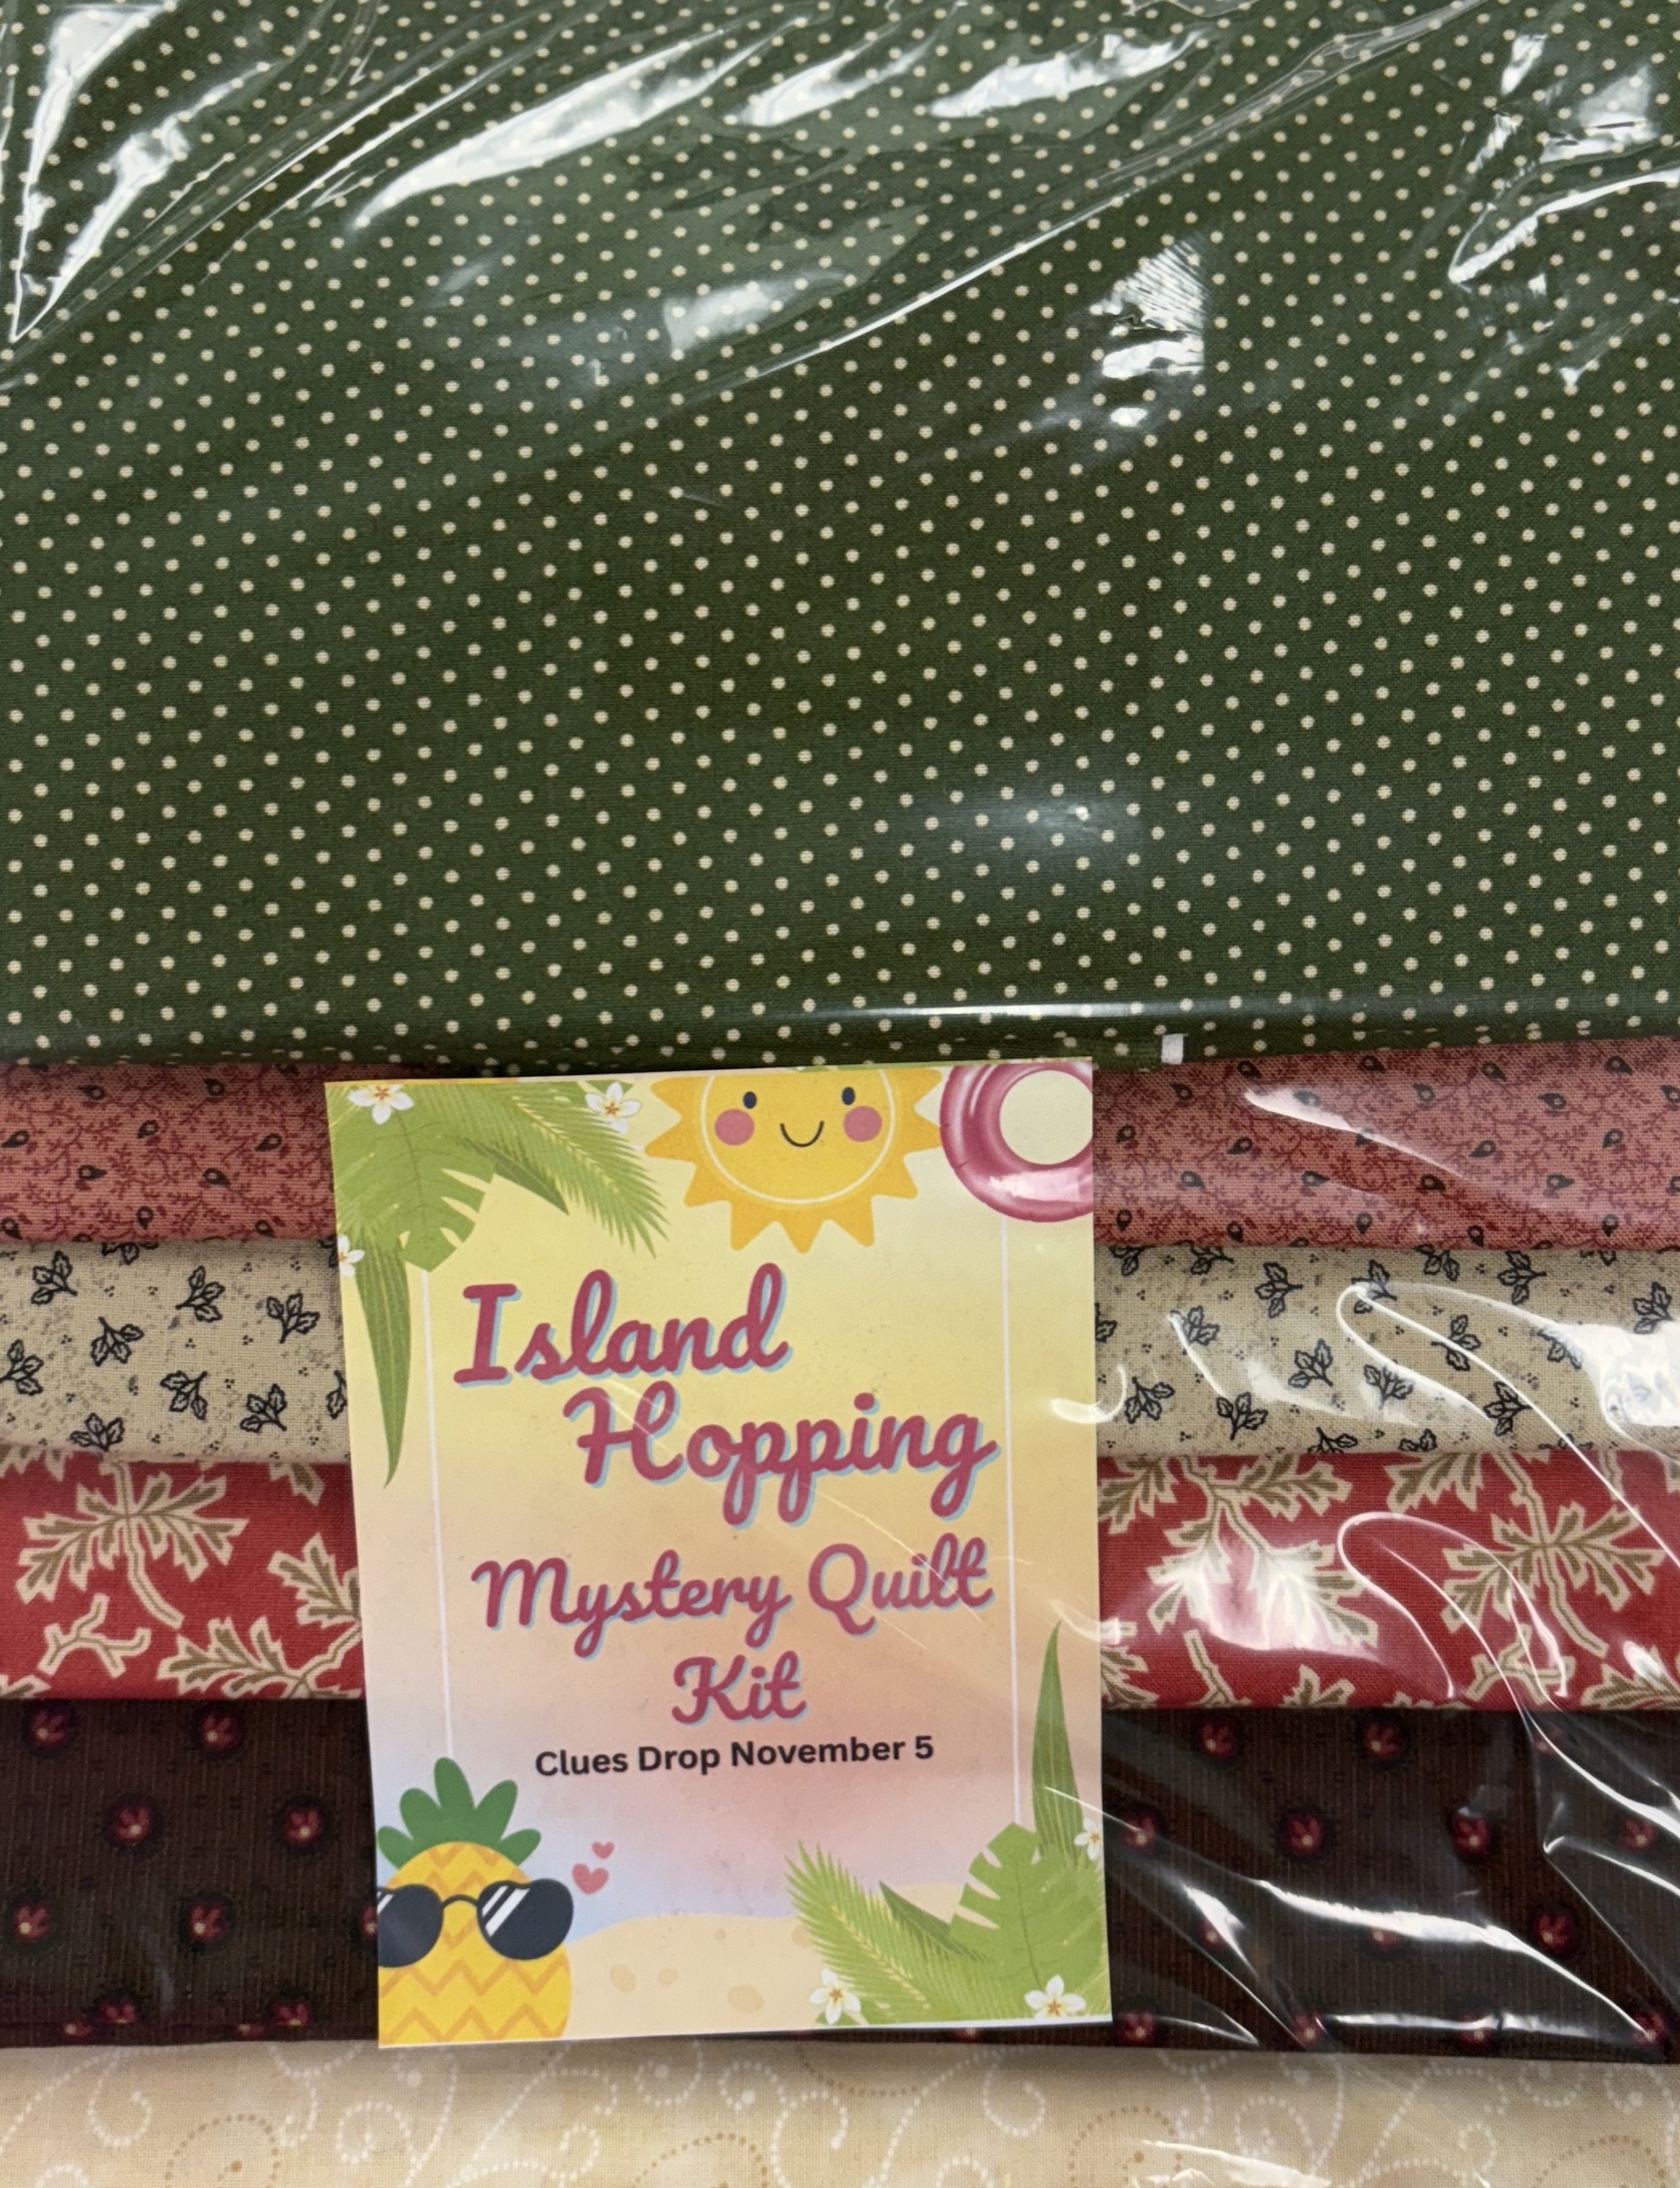 Island
Hopping
Mystery Quilt
Kit
Clues Drop November 5